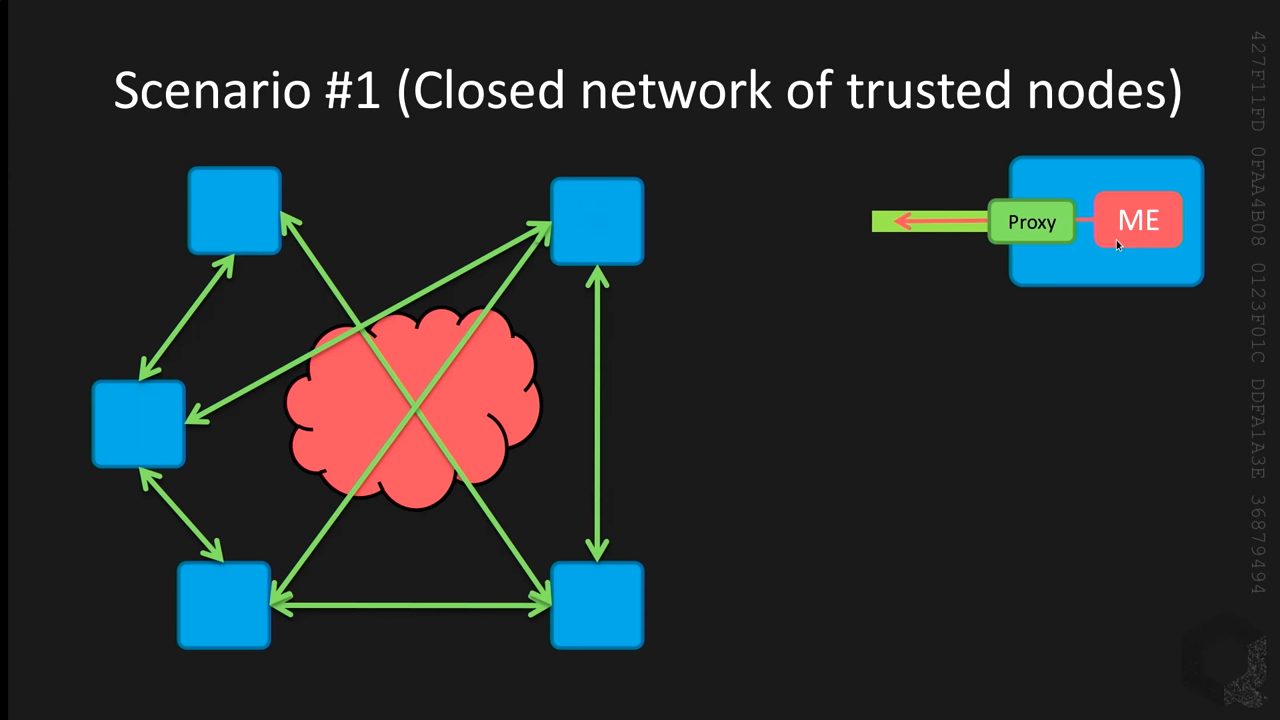 Scenario #1 (Closed network of trusted nodes)
Proxy
ME
427F11FD 0FAA4B08 0123F01C DDFA1A3E 36879494